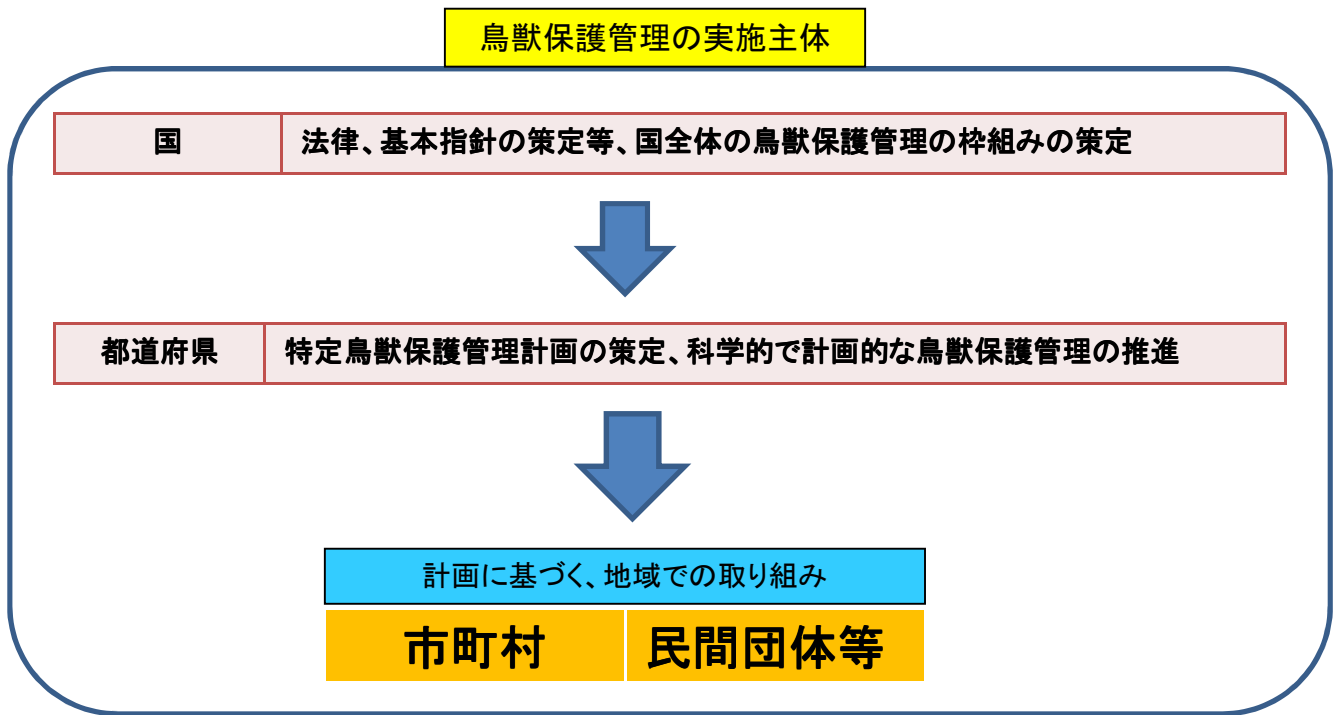 鳥獣保護管理の実施主体
国 法律、基本指針の策定等、国全体の鳥獣保護管理の枠組みの策定
都道府県 特定鳥獣保護管理計画の策定、科学的で計画的な鳥獣保護管理の推進
計画に基づく、地域での取り組み
市町村 民間団体等